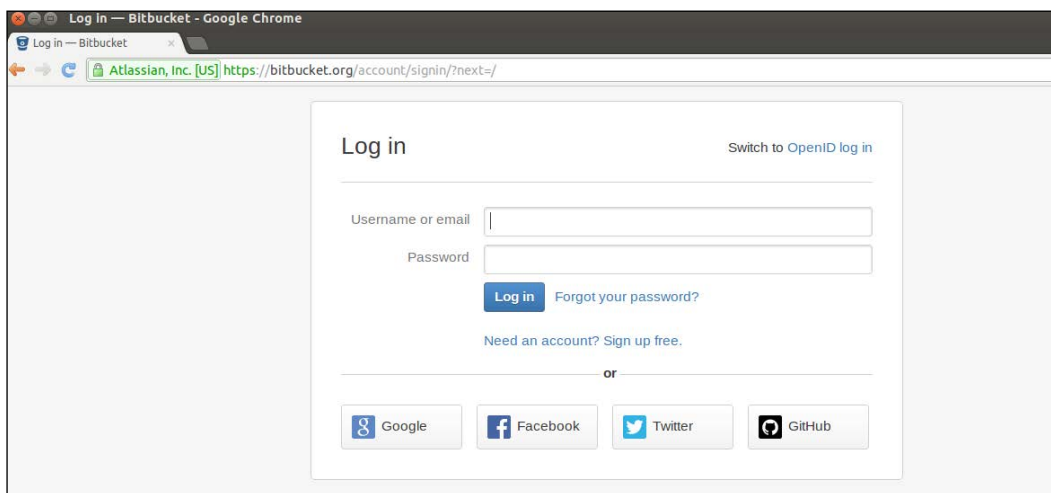 Log in — Bitbucket - Google Chrome
Log in — Bitbucket
Atlassian, Inc. [US] https://bitbucket.org/account/signin/?next=/
Log in
Switch to OpenID log in
Username or email
Password
Log in Forgot your password?
Need an account? Sign up free.
or
Google Facebook Twitter GitHub